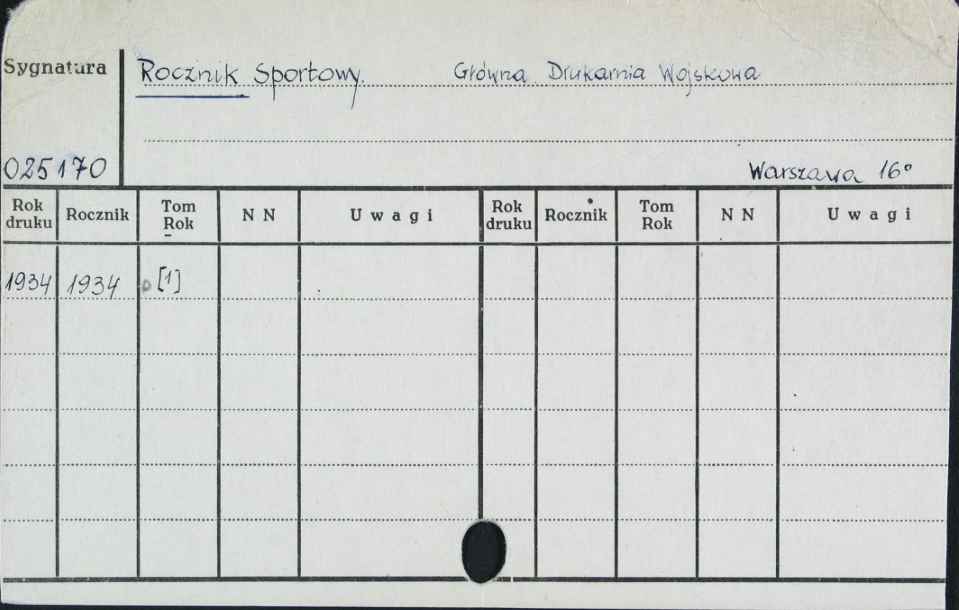 Sygnatura
Rocznik Sportowy. Główna Drukarnia Wojskowa
025170
Warszawa 16°
Rok druku Rocznik Tom Rok N N Uwagi Rok druku Rocznik Tom Rok N N Uwagi
1934 1934 [1]